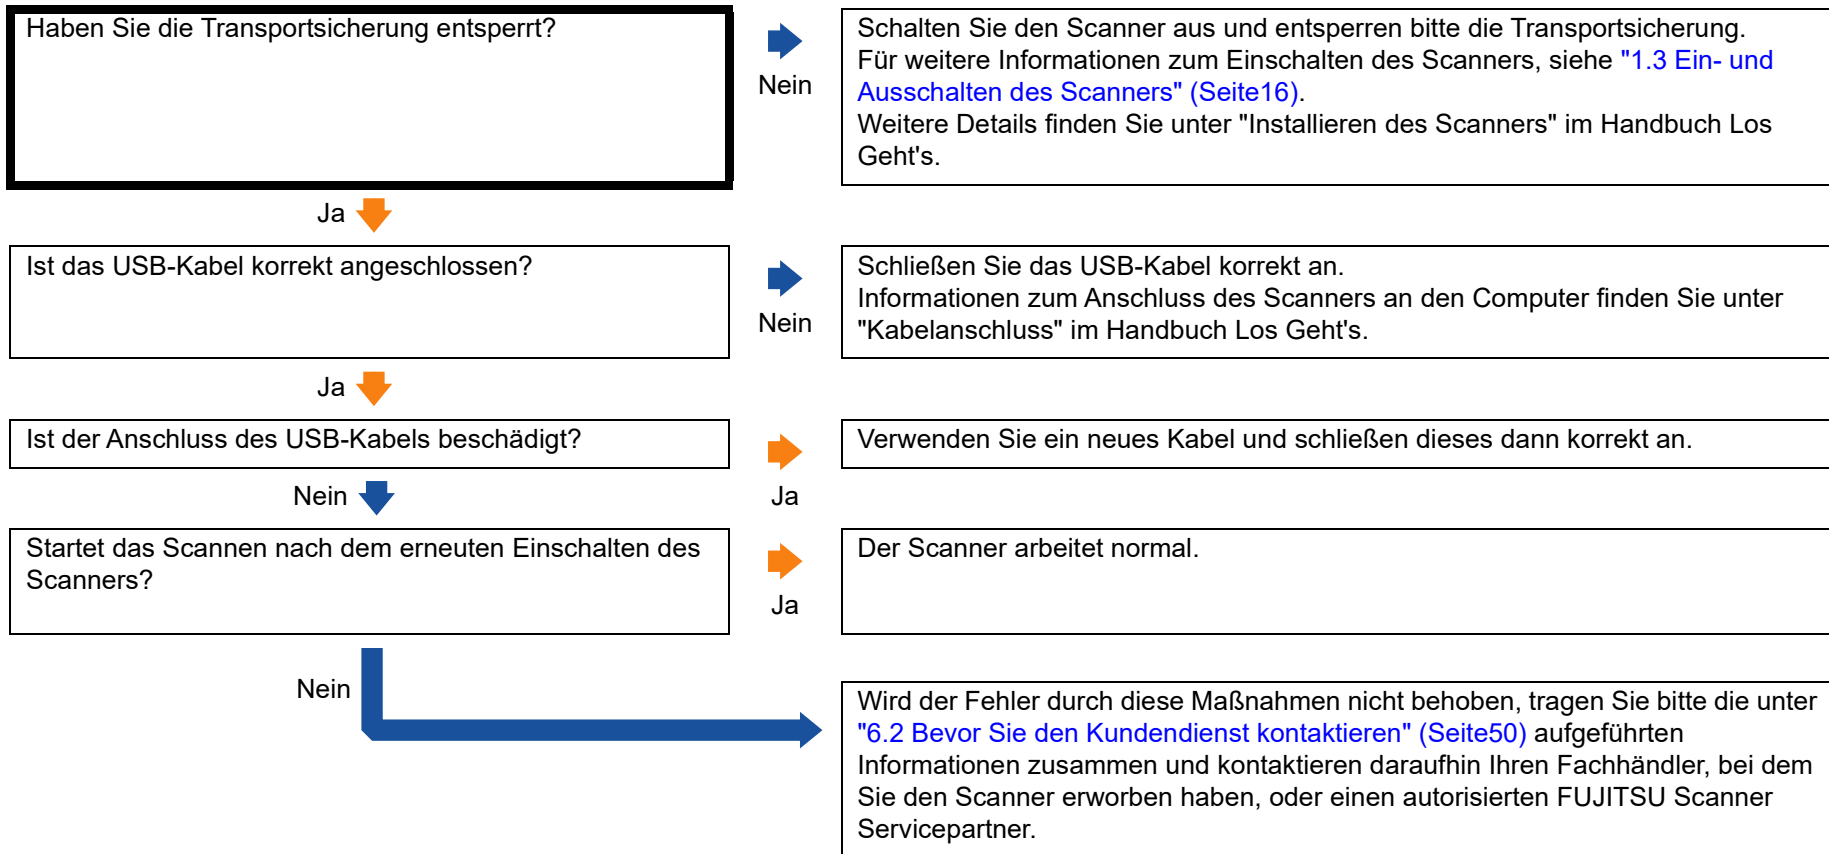 Haben Sie die Transportsicherung entsperrt?
Nein
Schalten Sie den Scanner aus und entsperren bitte die Transportsicherung.
Für weitere Informationen zum Einschalten des Scanners, siehe "1.3 Ein- und
Ausschalten des Scanners" (Seite16).
Weitere Details finden Sie unter "Installieren des Scanners" im Handbuch Los
Geht's.
Ja
Ist das USB-Kabel korrekt angeschlossen?
Nein
Schließen Sie das USB-Kabel korrekt an.
Informationen zum Anschluss des Scanners an den Computer finden Sie unter
"Kabelanschluss" im Handbuch Los Geht's.
Ja
Ist der Anschluss des USB-Kabels beschädigt?
Ja
Verwenden Sie ein neues Kabel und schließen dieses dann korrekt an.
Nein
Startet das Scannen nach dem erneuten Einschalten des
Scanners?
Ja
Der Scanner arbeitet normal.
Nein
Wird der Fehler durch diese Maßnahmen nicht behoben, tragen Sie bitte die unter
"6.2 Bevor Sie den Kundendienst kontaktieren" (Seite50) aufgeführten
Informationen zusammen und kontaktieren daraufhin Ihren Fachhändler, bei dem
Sie den Scanner erworben haben, oder einen autorisierten FUJITSU Scanner
Servicepartner.